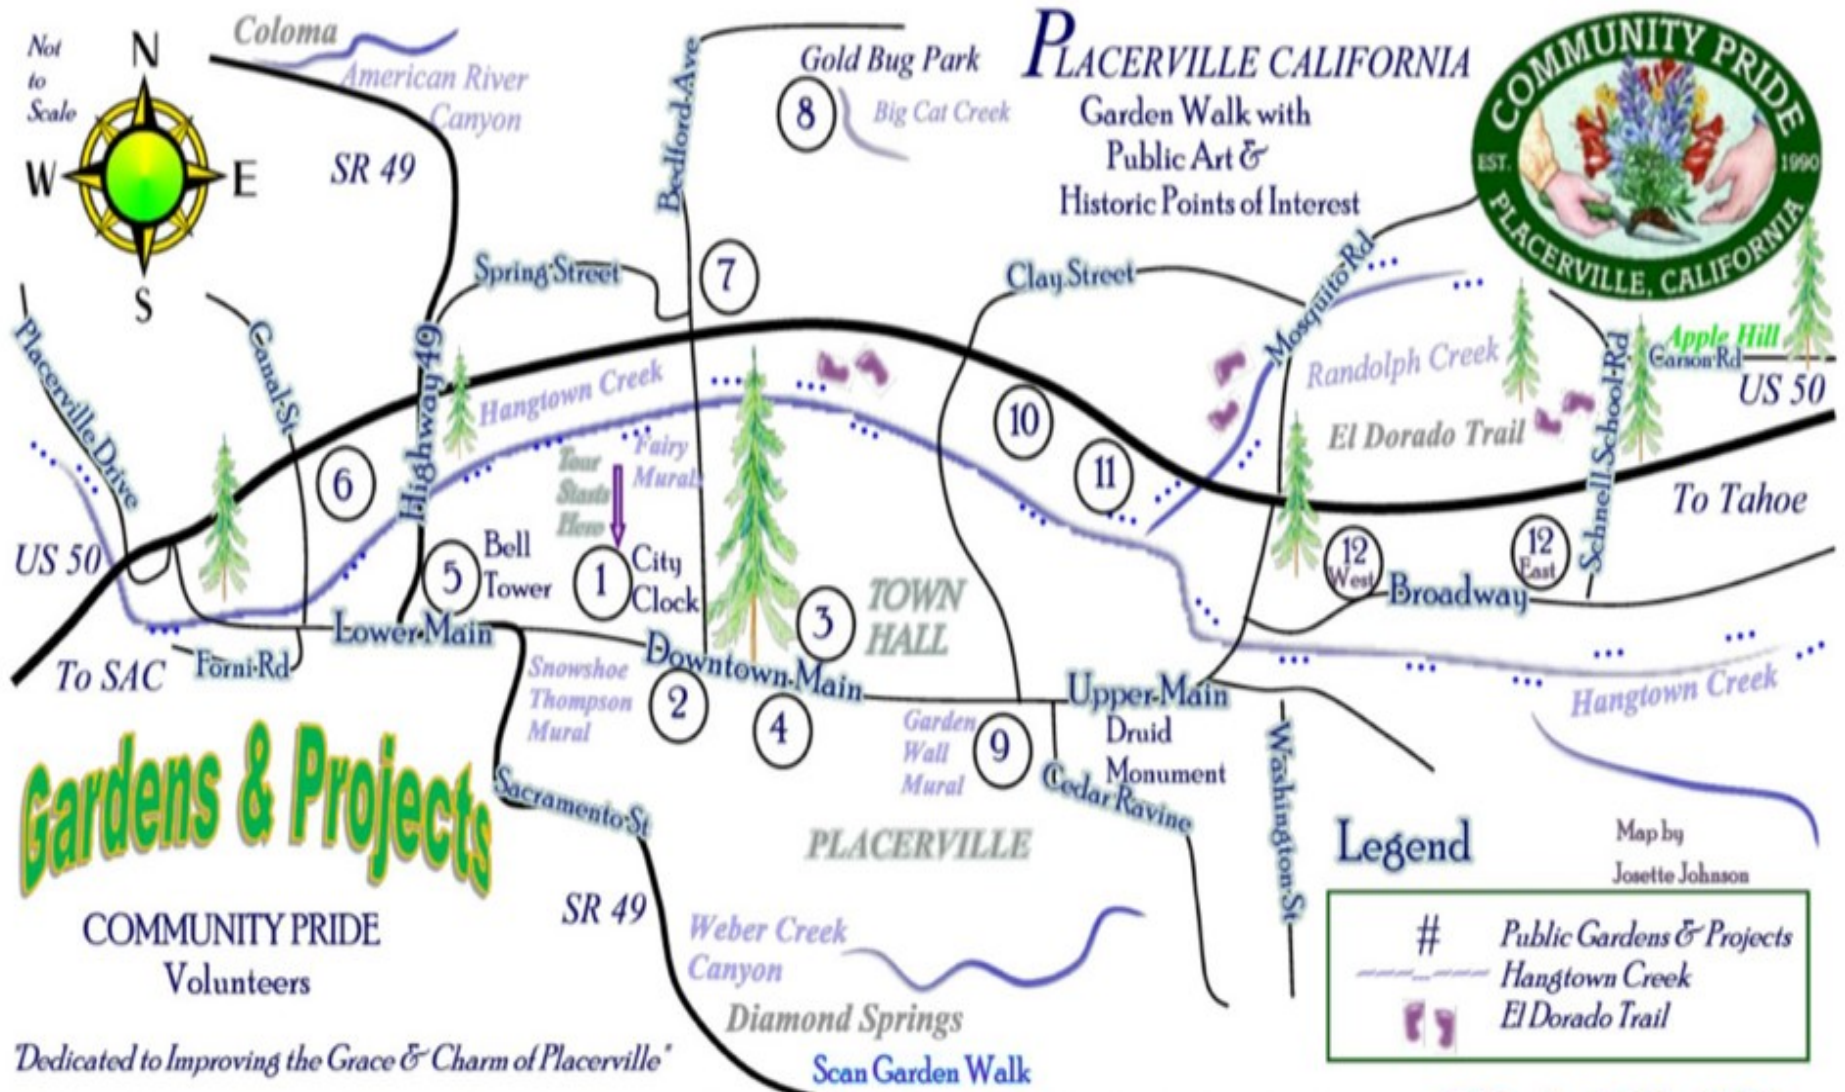 Not
to
Scale
N
W
E
S
Coloma
American River
Canyon
SR 49
Bedford Ave
Gold Bug Park
8
Big Cat Creek
PLACERVILLE CALIFORNIA
Garden Walk with
Public Art &
Historic Points of Interest
COMMUNITY PRIDE
EST.
1990
PLACERVILLE, CALIFORNIA
Placerville Drive
Canal St
Highway 49
Spring Street
7
Clay Street
Mosquito Rd
Randolph Creek
El Dorado Trail
Schnell School Rd
Apple Hill
Carson Rd
US 50
To Tahoe
Hangtown Creek
Fairy
Murals
Tour
Starts
Here
6
10
11
US 50
To SAC
5
Bell
Tower
1
City
Clock
3
TOWN
HALL
12
West
12
East
Broadway
Forni Rd
Lower Main
Downtown Main
Upper Main
Snowshoe
Thompson
Mural
2
4
Garden
Wall
Mural
9
Druid
Monument
Cedar Ravine
Washington St
Hangtown Creek
Gardens & Projects
Sacramento St
PLACERVILLE
SR 49
COMMUNITY PRIDE
Volunteers
Weber Creek
Canyon
Diamond Springs
"Dedicated to Improving the Grace & Charm of Placerville"
Scan Garden Walk
Legend
Map by
Josette Johnson
# Public Gardens & Projects
Hangtown Creek
El Dorado Trail